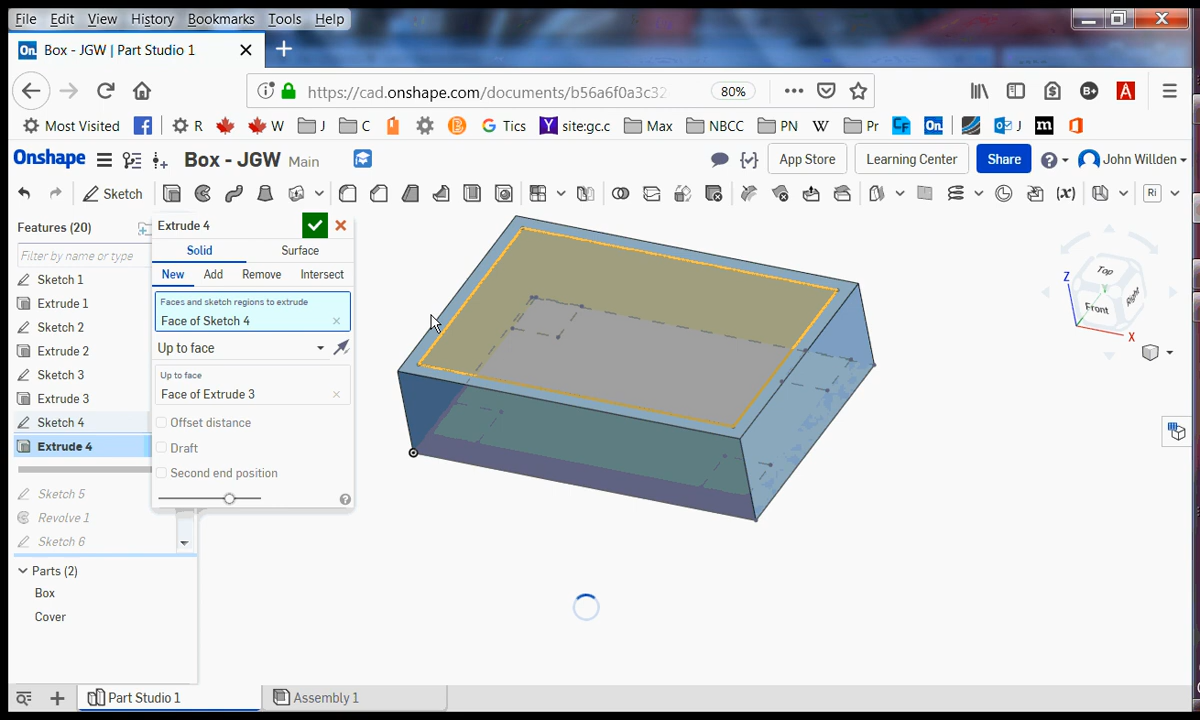 File Edit View History Bookmarks Tools Help
On Box - JGW | Part Studio 1
https://cad.onshape.com/documents/b56a6f0a3c32 80%
Most Visited R W J C Tics site:gc.c Max NBCC PN W Pr CF On J m
Onshape Box - JGW Main App Store Learning Center Share John Willden
Sketch Ri
Features (20)
Filter by name or type
Sketch 1
Extrude 1
Sketch 2
Extrude 2
Sketch 3
Extrude 3
Sketch 4
Extrude 4
Sketch 5
Revolve 1
Sketch 6
Parts (2)
Box
Cover
Extrude 4
Solid Surface
New Add Remove Intersect
Faces and sketch regions to extrude
Face of Sketch 4
Up to face
Up to face
Face of Extrude 3
Offset distance
Draft
Second end position
Z
Top
Y
Front
Right
X
Part Studio 1 Assembly 1